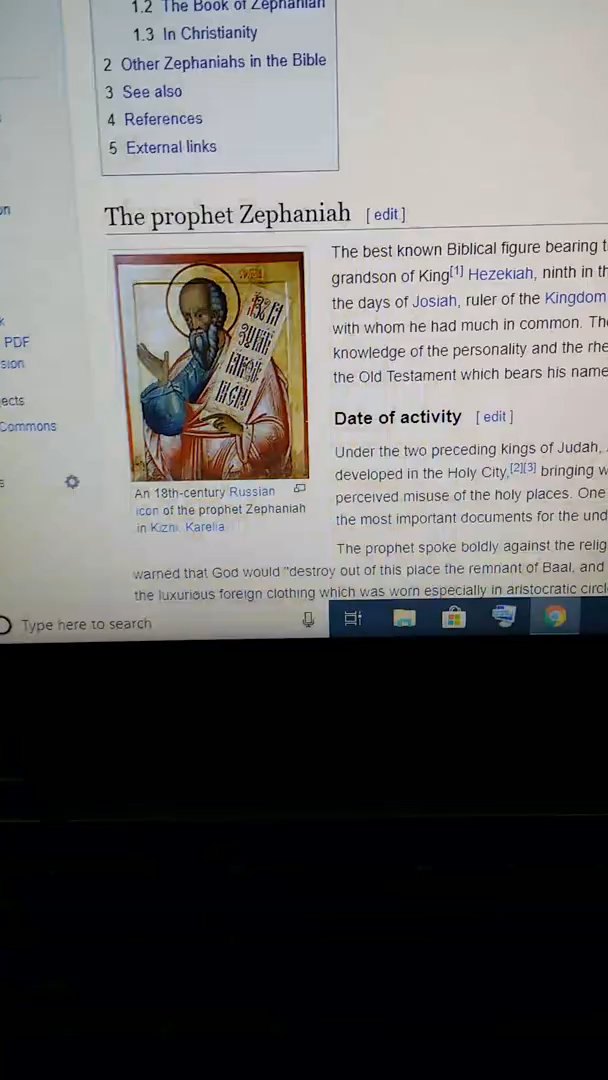 1.2 The Book of Zephaniah
1.3 In Christianity
2 Other Zephaniahs in the Bible
3 See also
4 References
5 External links
The prophet Zephaniah [ edit ]
The best known Biblical figure bearing
grandson of King[1] Hezekiah, ninth in
the days of Josiah, ruler of the Kingdom
with whom he had much in common.
knowledge of the personality and the
the Old Testament which bears his name
PDF
Commons
An 18th-century Russian
icon of the prophet Zephaniah
in Kizhi, Karelia.
Date of activity [ edit ]
Under the two preceding kings of Judah,
developed in the Holy City,[2][3] bringing
perceived misuse of the holy places. One
the most important documents for the
The prophet spoke boldly against the
warned that God would "destroy out of this place the remnant of Baal, and
the luxurious foreign clothing which was worn especially in aristocratic
Type here to search